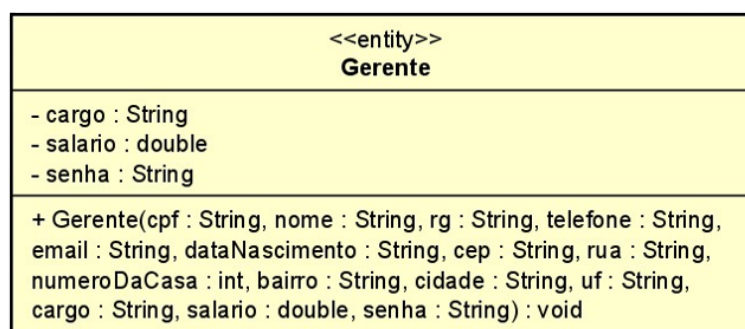 <<entity>>
Gerente
- cargo : String
- salario : double
- senha : String
+ Gerente(cpf : String, nome : String, rg : String, telefone : String,
email : String, dataNascimento : String, cep : String, rua : String,
numeroDaCasa : int, bairro : String, cidade : String, uf : String,
cargo : String, salario : double, senha : String) : void